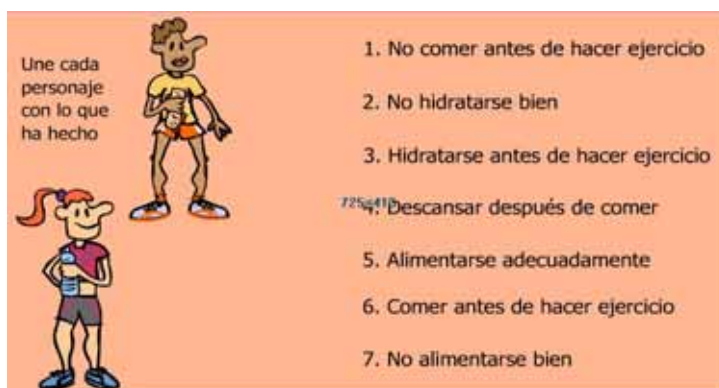 Une cada
personaje
con lo que
ha hecho
1. No comer antes de hacer ejercicio
2. No hidratarse bien
3. Hidratarse antes de hacer ejercicio
4. Descansar después de comer
5. Alimentarse adecuadamente
6. Comer antes de hacer ejercicio
7. No alimentarse bien